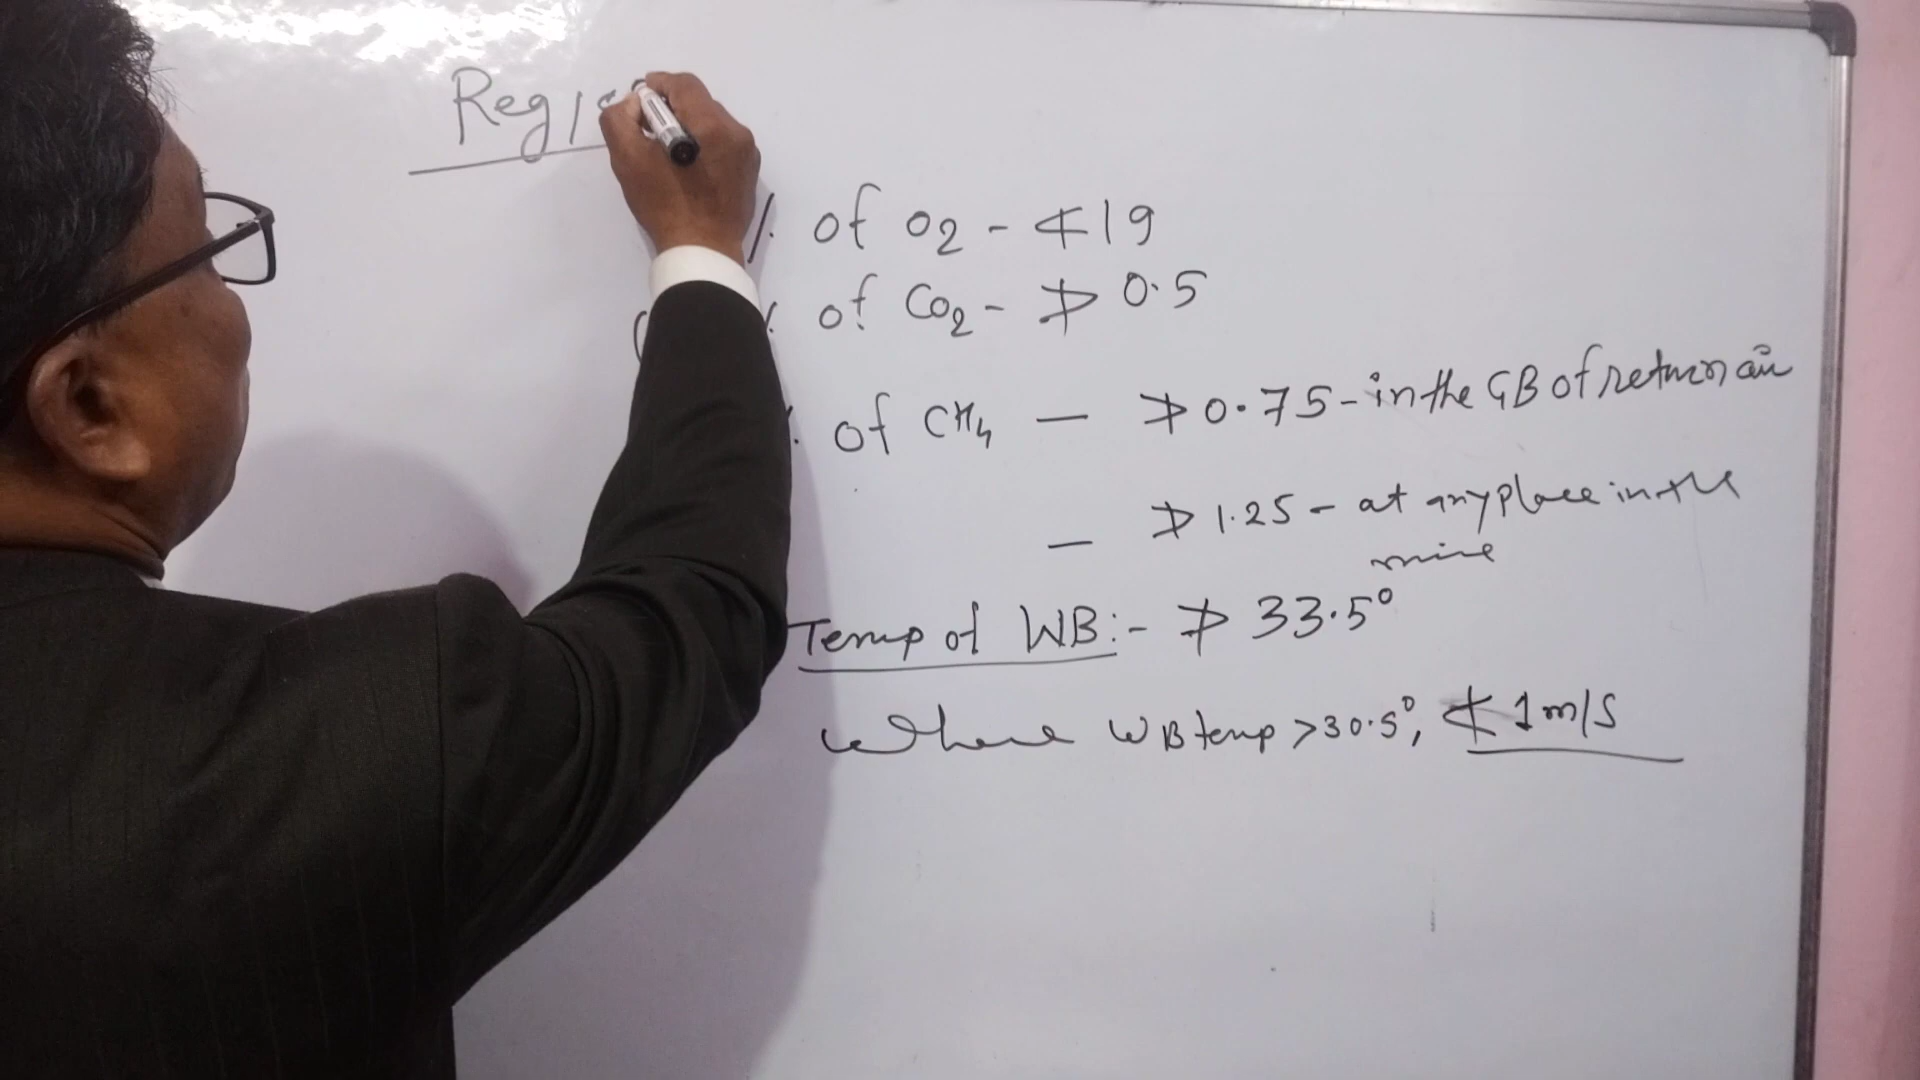 Reg/
% of O2 - ≮ 19
% of CO2 - ≯ 0.5
% of CH4 - ≯ 0.75 - in the GB of return air
- ≯ 1.25 - at any place in the
mine
Temp of WB:- ≯ 33.5°
Where WB temp > 30.5°, ≮ 1 m/s